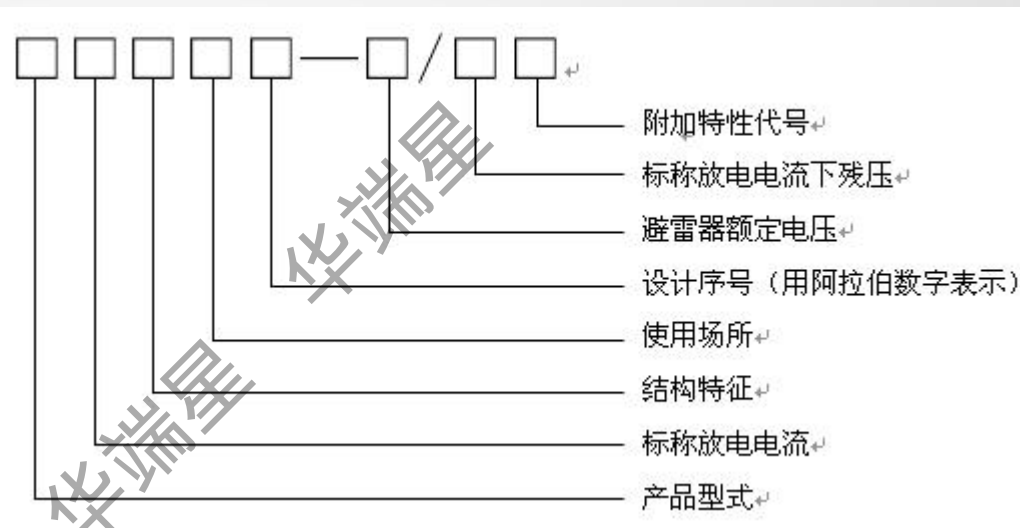 □□□□□—□/□□
附加特性代号
标称放电电流下残压
避雷器额定电压
设计序号（用阿拉伯数字表示）
使用场所
结构特征
标称放电电流
产品型式
华端星
华端星